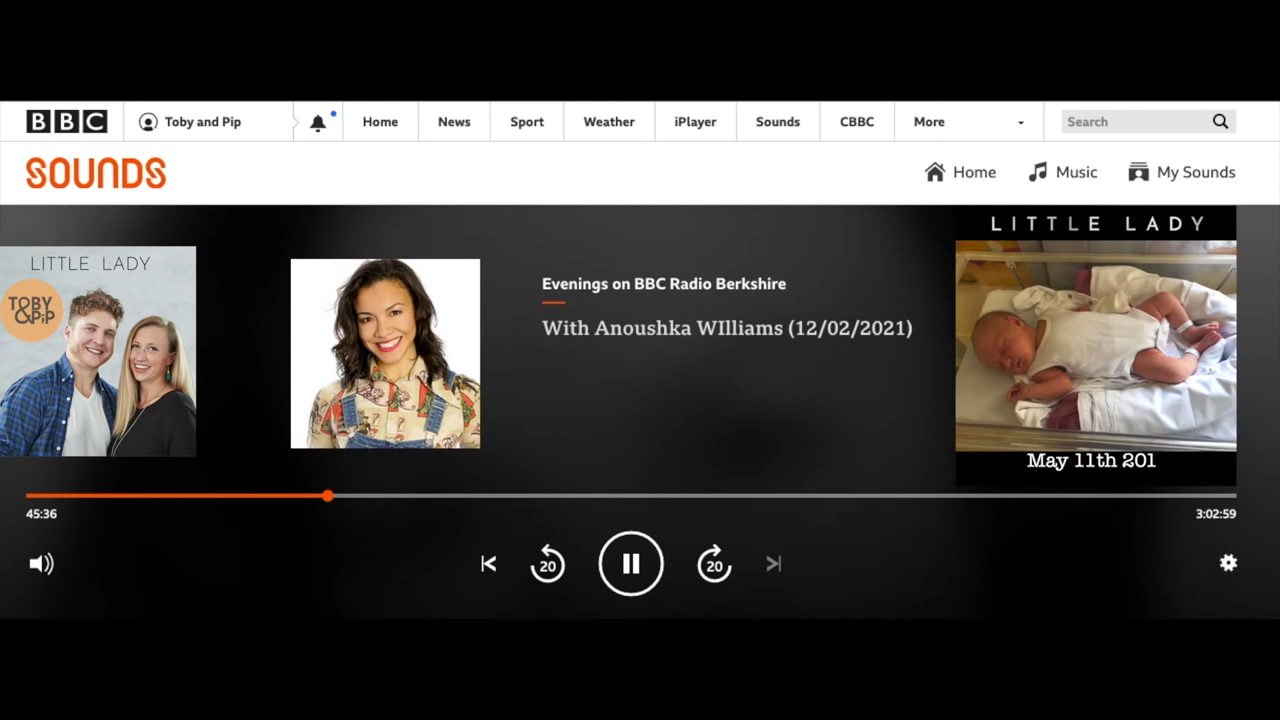 BBC
Toby and Pip
Home
News
Sport
Weather
iPlayer
Sounds
CBBC
More
Search
SOUNDS
Home
Music
My Sounds
LITTLE LADY
TOBY
&PIP
Evenings on BBC Radio Berkshire
With Anoushka WIlliams (12/02/2021)
LITTLE LADY
May 11th 201
45:36
3:02:59
20
20